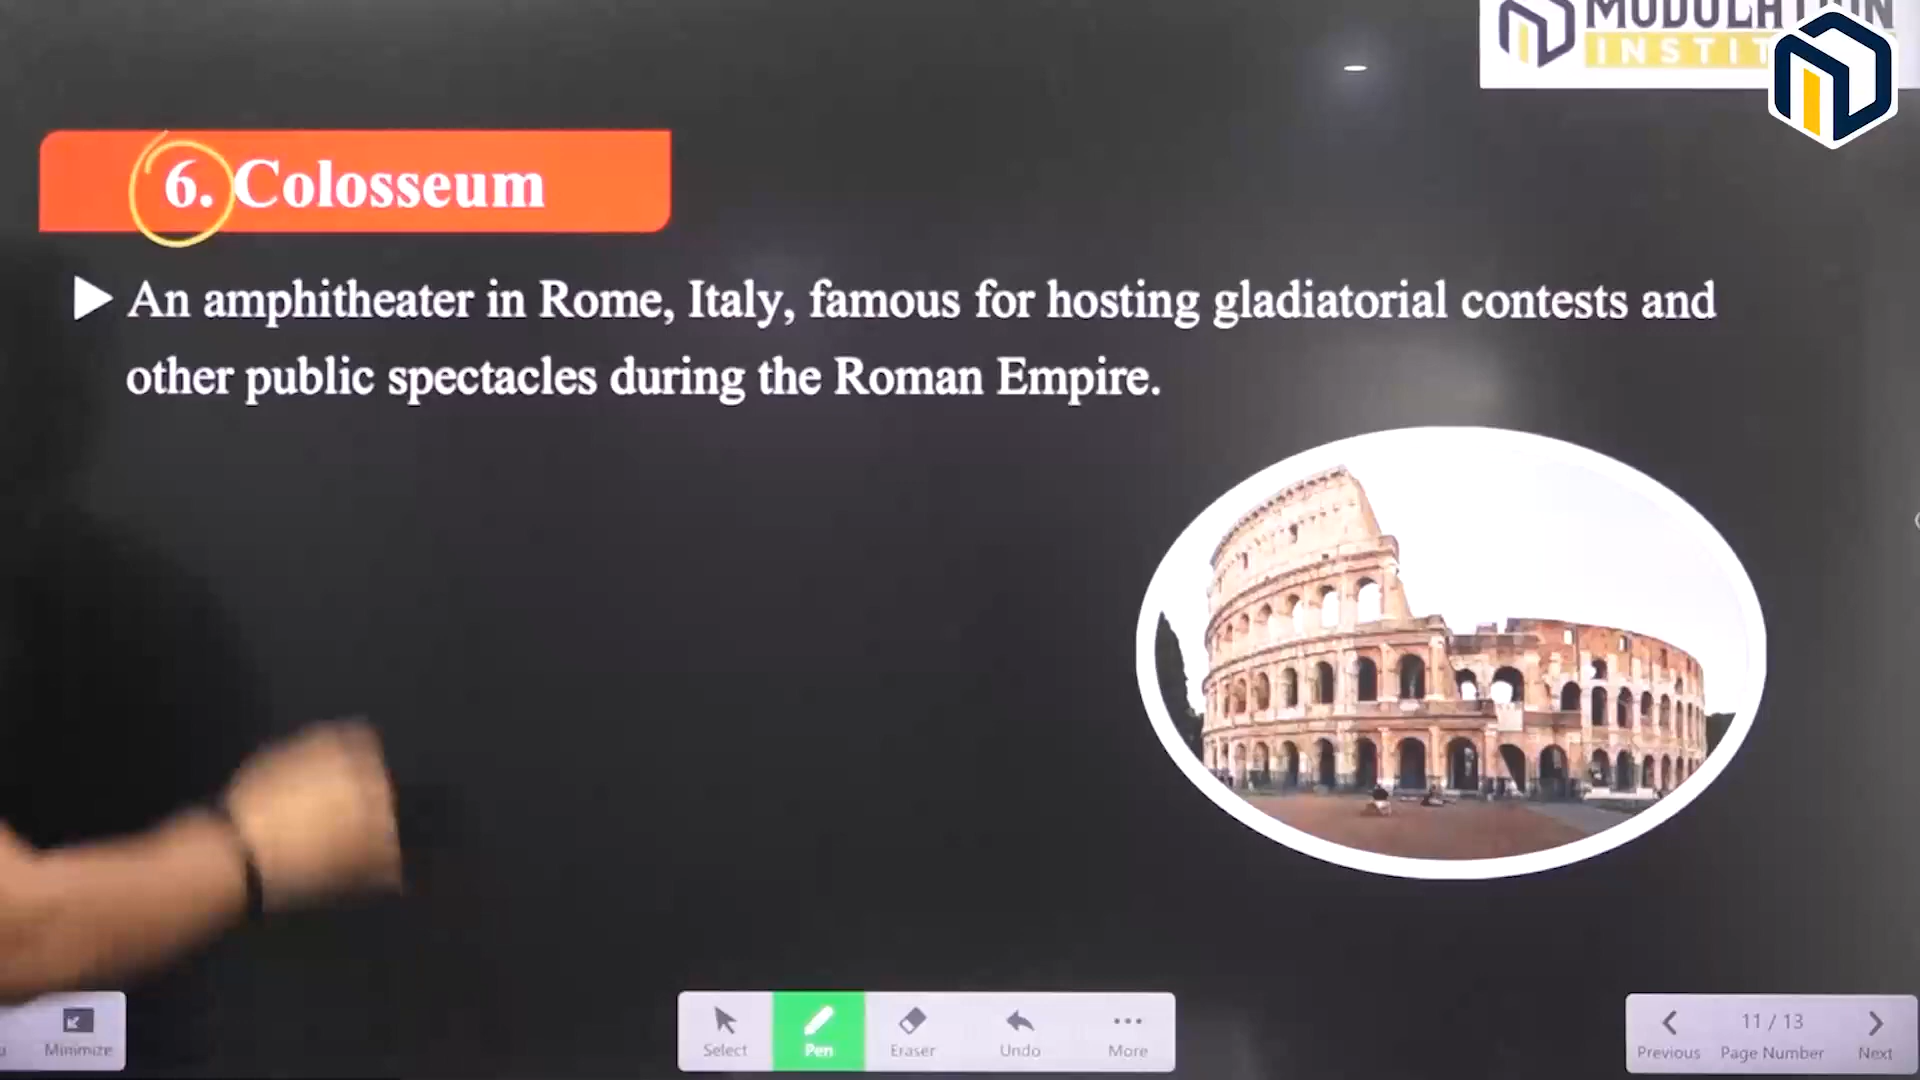 INSTIT
6. Colosseum
An amphitheater in Rome, Italy, famous for hosting gladiatorial contests and
other public spectacles during the Roman Empire.
Minimize
Select
Pen
Eraser
Undo
More
11 / 13
Previous
Page Number
Next